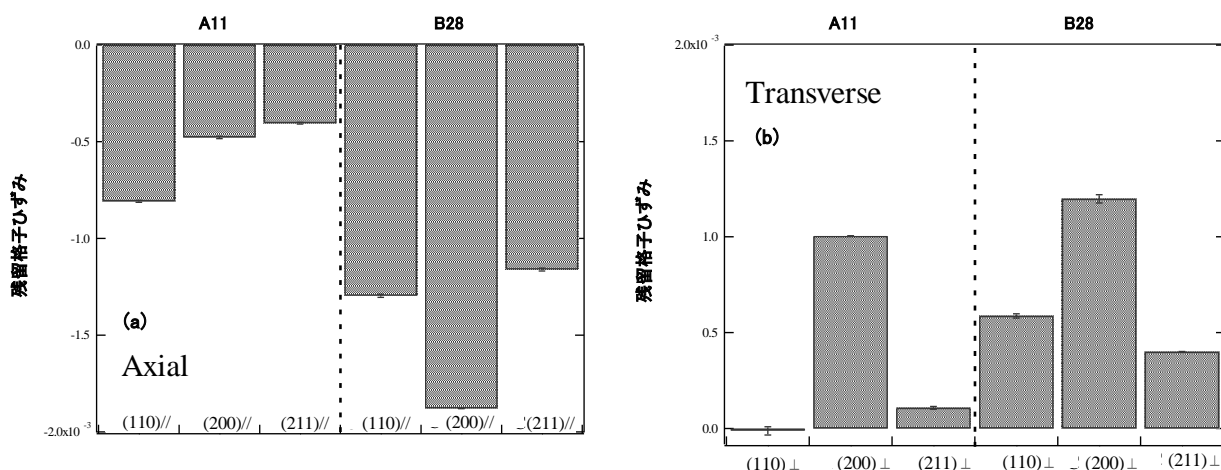 A11 B28
0.0
-0.5
-1.0
-1.5
-2.0x10 -3
残留格子ひずみ
(a)
Axial
(110)// (200)// (211)// (110)// (200)// (211)//
A11 B28
2.0x10 -3
1.5
1.0
0.5
0.0
残留格子ひずみ
Transverse
(b)
(110)⊥ (200)⊥ (211)⊥ (110)⊥ (200)⊥ (211)⊥